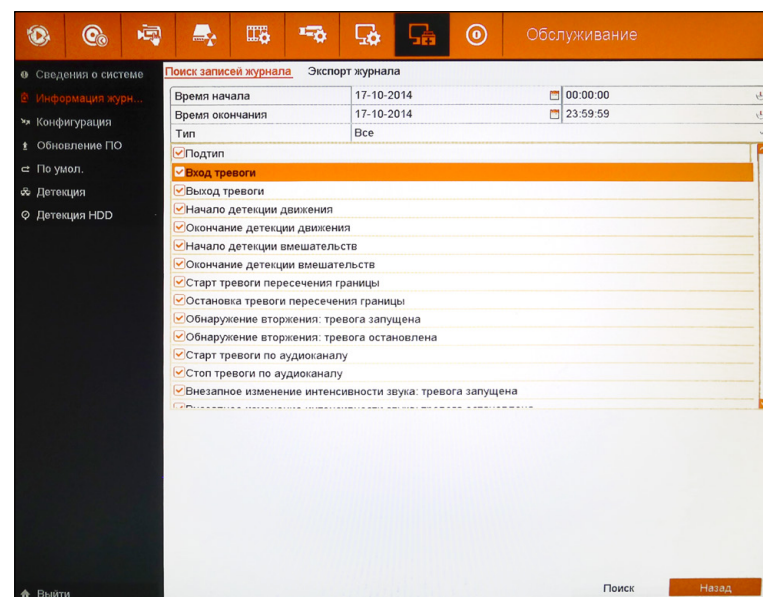 Обслуживание
Сведения о системе
Информация журн...
Конфигурация
Обновление ПО
По умол.
Детекция
Детекция HDD
Выйти
Поиск записей журнала Экспорт журнала
Время начала 17-10-2014 00:00:00
Время окончания 17-10-2014 23:59:59
Тип Все
Подтип
Вход тревоги
Выход тревоги
Начало детекции движения
Окончание детекции движения
Начало детекции вмешательств
Окончание детекции вмешательств
Старт тревоги пересечения границы
Остановка тревоги пересечения границы
Обнаружение вторжения: тревога запущена
Обнаружение вторжения: тревога остановлена
Старт тревоги по аудиоканалу
Стоп тревоги по аудиоканалу
Внезапное изменение интенсивности звука: тревога запущена
Поиск Назад